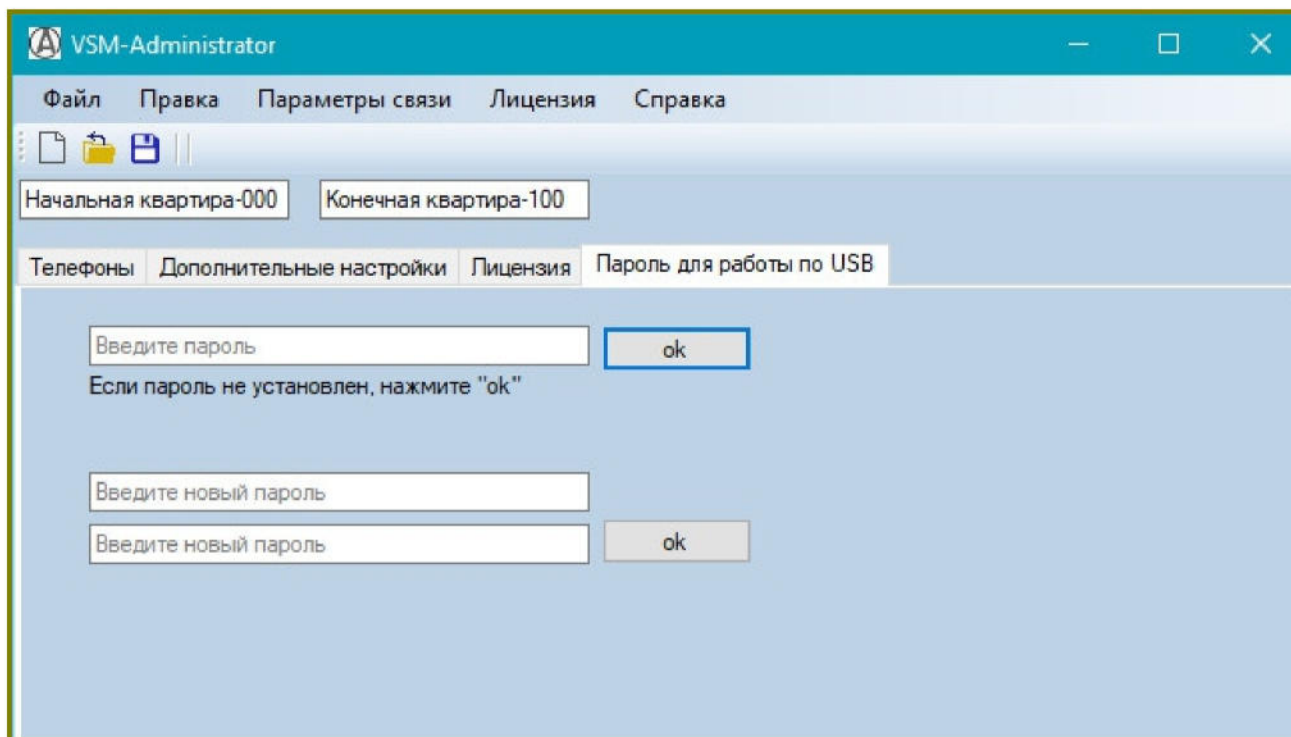 VSM-Administrator
Файл Правка Параметры связи Лицензия Справка
Начальная квартира-000 Конечная квартира-100
Телефоны Дополнительные настройки Лицензия Пароль для работы по USB
Введите пароль ok
Если пароль не установлен, нажмите "ok"
Введите новый пароль
Введите новый пароль ok